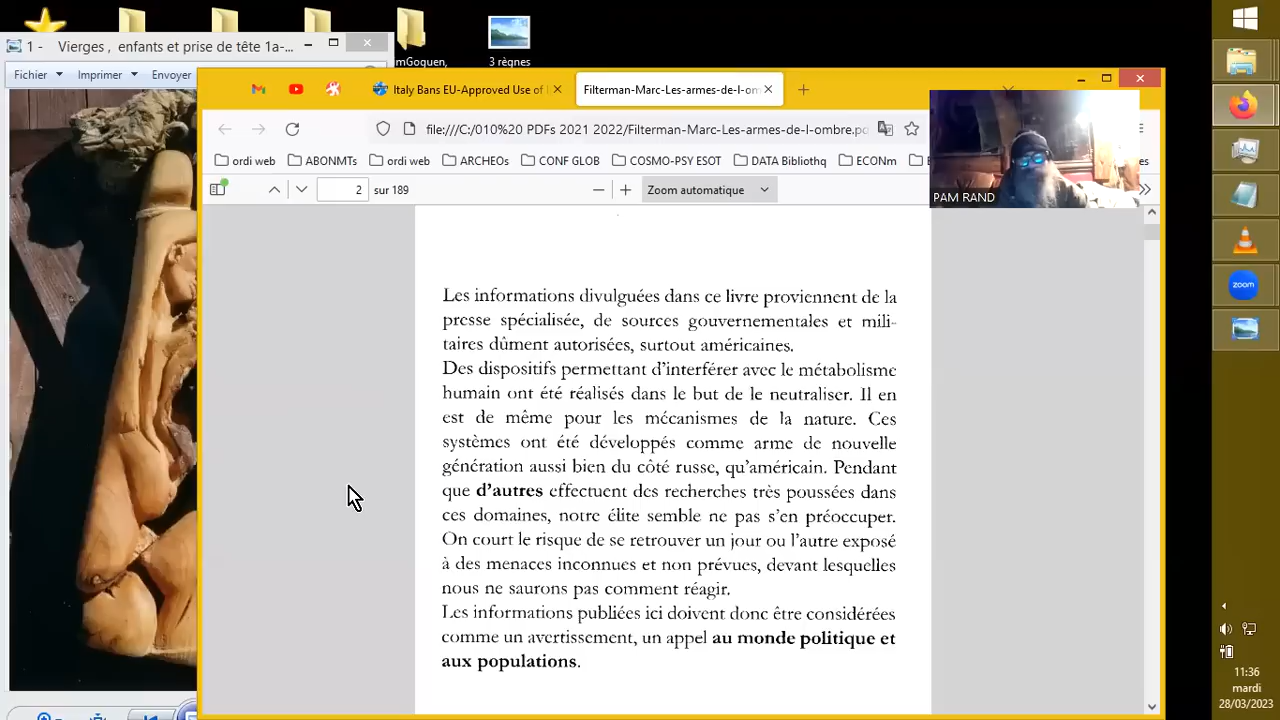 3 règnes
mGoquen,
1 - Vierges , enfants et prise de tête 1a-...
Fichier Imprimer Envoyer
Italy Bans EU-Approved Use of
Filterman-Marc-Les-armes-de-l-om
file:///C:/010%20 PDFs 2021 2022/Filterman-Marc-Les-armes-de-l-ombre.pd
ordi web ABONMTs ordi web ARCHEOs CONF GLOB COSMO-PSY ESOT DATA Bibliothq ECONm
2 sur 189 Zoom automatique
PAM RAND
Les informations divulguées dans ce livre proviennent de la
presse spécialisée, de sources gouvernementales et mili-
taires dûment autorisées, surtout américaines.
Des dispositifs permettant d'interférer avec le métabolisme
humain ont été réalisés dans le but de le neutraliser. Il en
est de même pour les mécanismes de la nature. Ces
systèmes ont été développés comme arme de nouvelle
génération aussi bien du côté russe, qu'américain. Pendant
que d'autres effectuent des recherches très poussées dans
ces domaines, notre élite semble ne pas s'en préoccuper.
On court le risque de se retrouver un jour ou l'autre exposé
à des menaces inconnues et non prévues, devant lesquelles
nous ne saurons pas comment réagir.
Les informations publiées ici doivent donc être considérées
comme un avertissement, un appel au monde politique et
aux populations.
zoom
11:36
mardi
28/03/2023